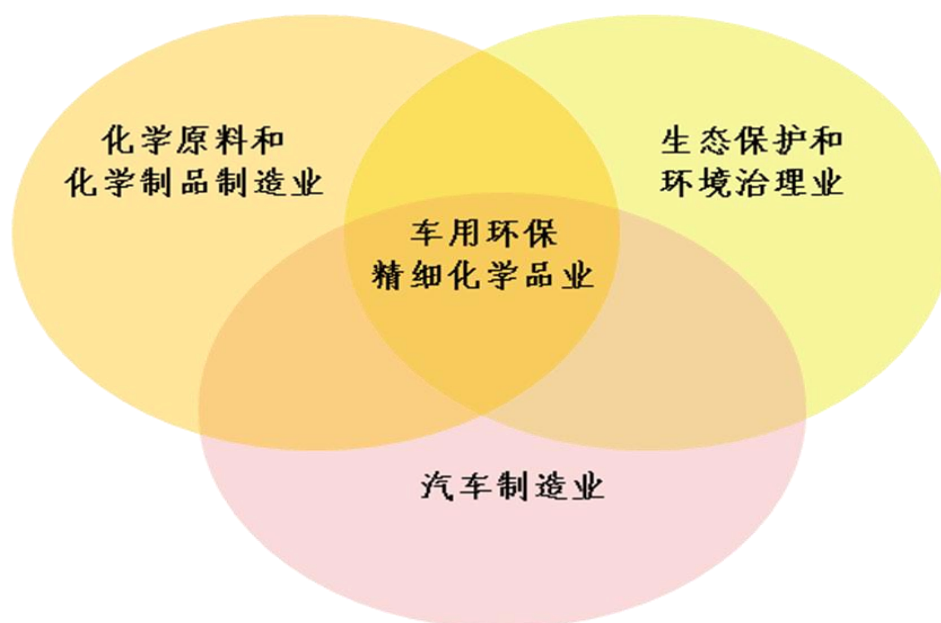 化学原料和
化学制品制造业
生态保护和
环境治理业
车用环保
精细化学品业
汽车制造业